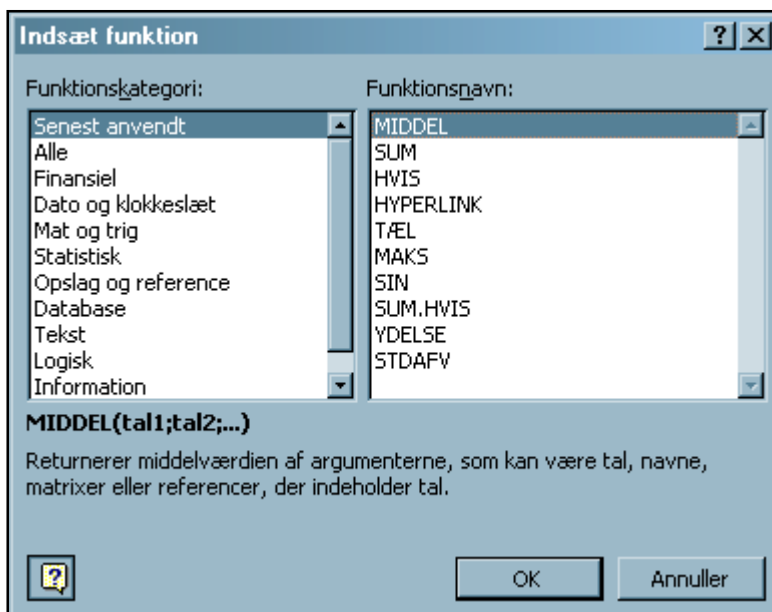 Indsæt funktion
Funktionskategori:
Senest anvendt
Alle
Finansiel
Dato og klokkeslæt
Mat og trig
Statistisk
Opslag og reference
Database
Tekst
Logisk
Information
Funktionsnavn:
MIDDEL
SUM
HVIS
HYPERLINK
TÆL
MAKS
SIN
SUM.HVIS
YDELSE
STDAFV
MIDDEL(tal1;tal2;...)
Returnerer middelværdien af argumenterne, som kan være tal, navne,
matrixer eller referencer, der indeholder tal.
OK
Annuller